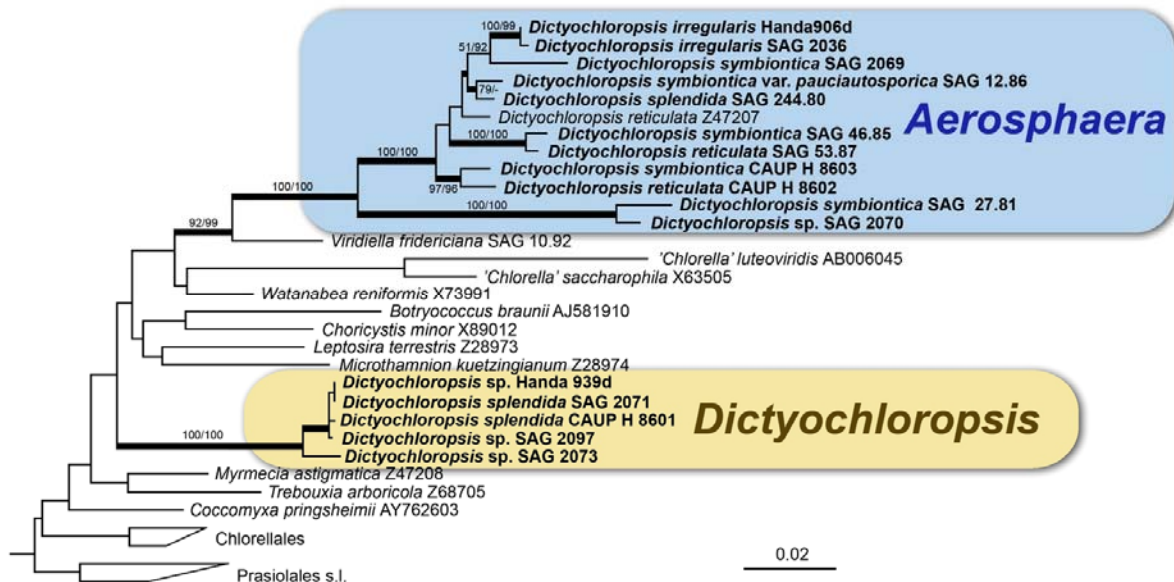 100/99
Dictyochloropsis irregularis Handa906d
51/92
Dictyochloropsis irregularis SAG 2036
Dictyochloropsis symbiontica SAG 2069
Dictyochloropsis symbiontica var. pauciautosporica SAG 12.86
79/-
Dictyochloropsis splendida SAG 244.80
Aerosphaera
Dictyochloropsis reticulata Z47207
100/100
Dictyochloropsis symbiontica SAG 46.85
100/100
Dictyochloropsis reticulata SAG 53.87
Dictyochloropsis symbiontica CAUP H 8603
97/96
Dictyochloropsis reticulata CAUP H 8602
100/100
100/100
Dictyochloropsis symbiontica SAG 27.81
Dictyochloropsis sp. SAG 2070
92/99
Viridiella fridericiana SAG 10.92
'Chlorella' luteoviridis AB006045
'Chlorella' saccharophila X63505
Watanabea reniformis X73991
Botryococcus braunii AJ581910
Choricystis minor X89012
Leptosira terrestris Z28973
Microthamnion kuetzingianum Z28974
Dictyochloropsis sp. Handa 939d
Dictyochloropsis splendida SAG 2071
Dictyochloropsis splendida CAUP H 8601
Dictyochloropsis
Dictyochloropsis sp. SAG 2097
100/100
Dictyochloropsis sp. SAG 2073
Myrmecia astigmatica Z47208
Trebouxia arboricola Z68705
Coccomyxa pringsheimii AY762603
Chlorellales
0.02
Prasiolales s.l.